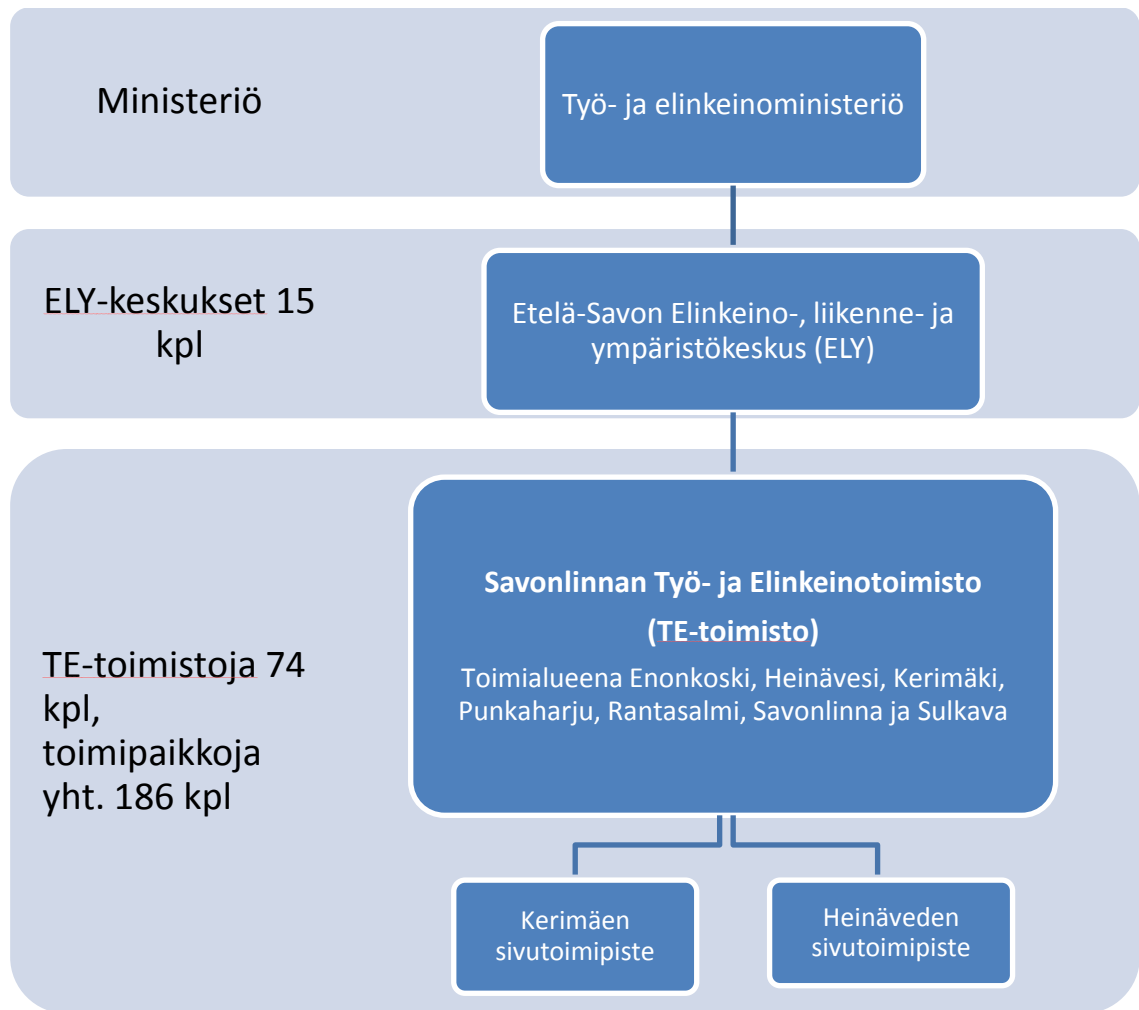 Ministeriö
Työ- ja elinkeinoministeriö
ELY-keskukset 15
kpl
Etelä-Savon Elinkeino-, liikenne- ja
ympäristökeskus (ELY)
TE-toimistoja 74
kpl,
toimipaikkoja
yht. 186 kpl
Savonlinnan Työ- ja Elinkeinotoimisto
(TE-toimisto)
Toimialueena Enonkoski, Heinävesi, Kerimäki,
Punkaharju, Rantasalmi, Savonlinna ja Sulkava
Kerimäen
sivutoimipiste
Heinäveden
sivutoimipiste